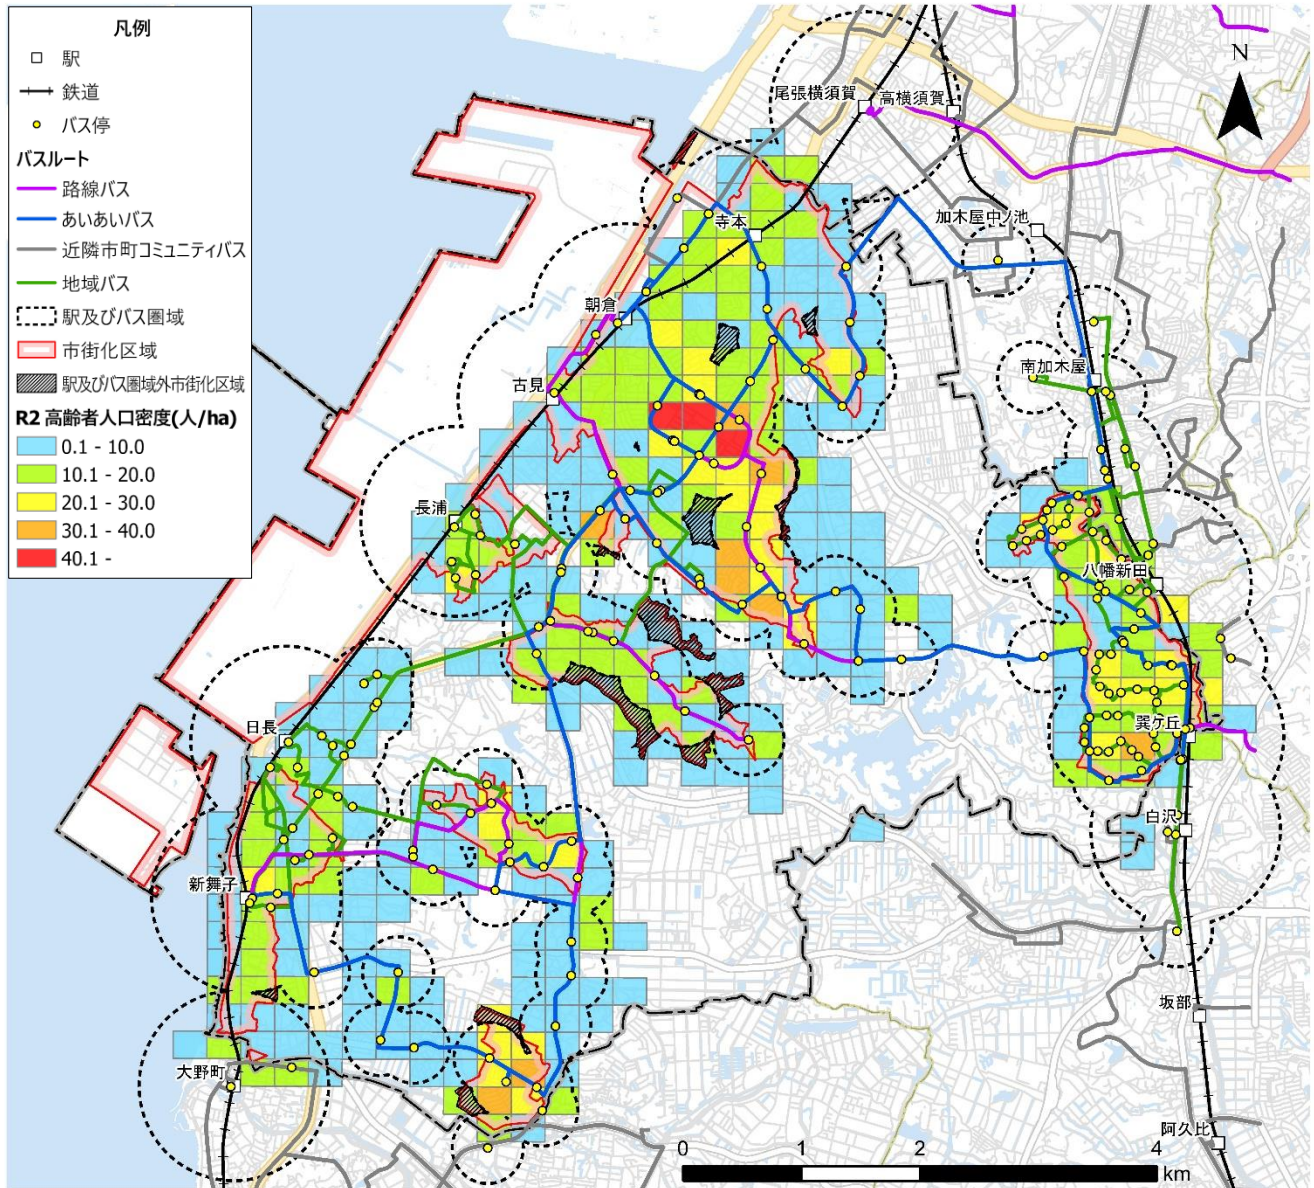 凡例
駅
鉄道
バス停
バスルート
路線バス
あいあいバス
近隣市町コミュニティバス
地域バス
駅及びバス圏域
市街化区域
駅及びバス圏域外市街化区域
R2 高齢者人口密度(人/ha)
0.1 - 10.0
10.1 - 20.0
20.1 - 30.0
30.1 - 40.0
40.1 -
N
尾張横須賀
高横須賀
寺本
加木屋中ノ池
朝倉
南加木屋
古見
長浦
八幡新田
日長
巽ケ丘
白沢
新舞子
坂部
大野町
阿久比
0 1 2 4
km